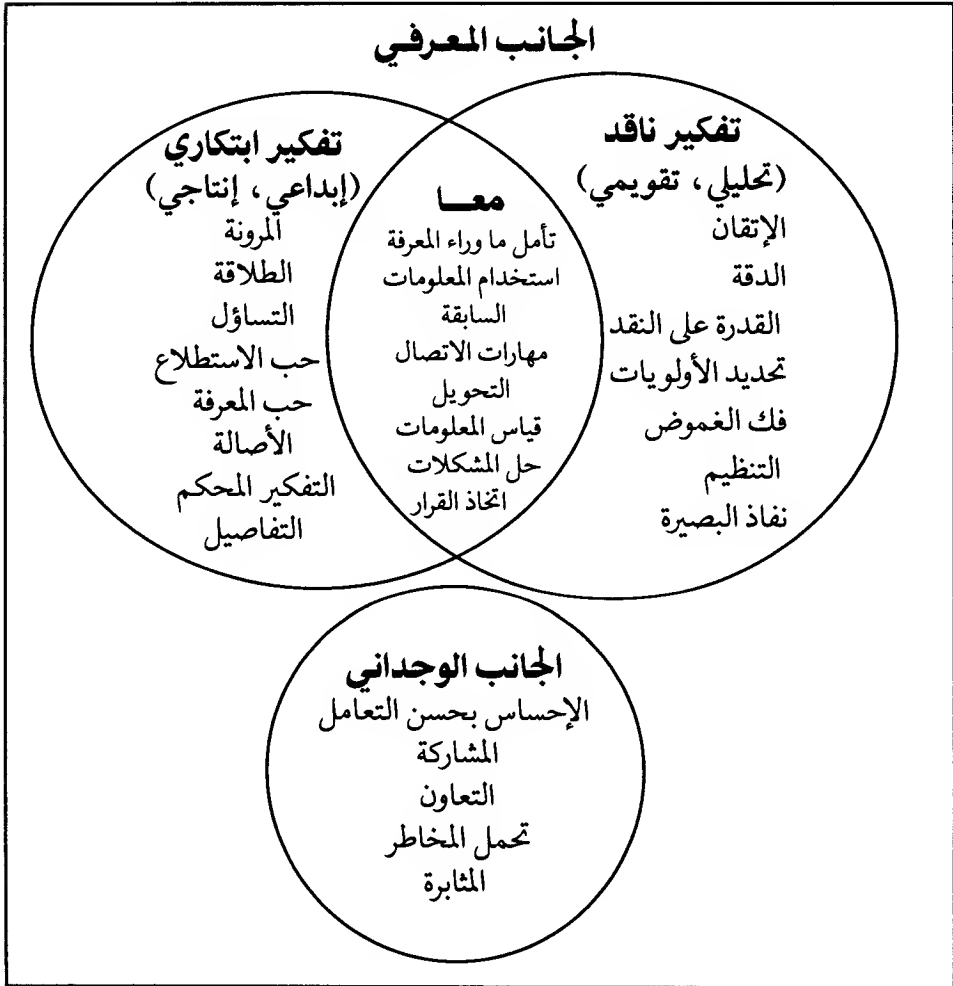 الجانب المعرفي
تفكير ناقد
(تحليلي، تقويمي)
الإتقان
الدقة
القدرة على النقد
تحديد الأولويات
فك الغموض
التنظيم
نفاذ البصيرة
معا
تأمل ما وراء المعرفة
استخدام المعلومات
السابقة
مهارات الاتصال
التحويل
قياس المعلومات
حل المشكلات
اتخاذ القرار
تفكير ابتكاري
(إبداعي، إنتاجي)
المرونة
الطلاقة
التساؤل
حب الاستطلاع
حب المعرفة
الأصالة
التفكير المحكم
التفاصيل
الجانب الوجداني
الإحساس بحسن التعامل
المشاركة
التعاون
تحمل المخاطر
المثابرة